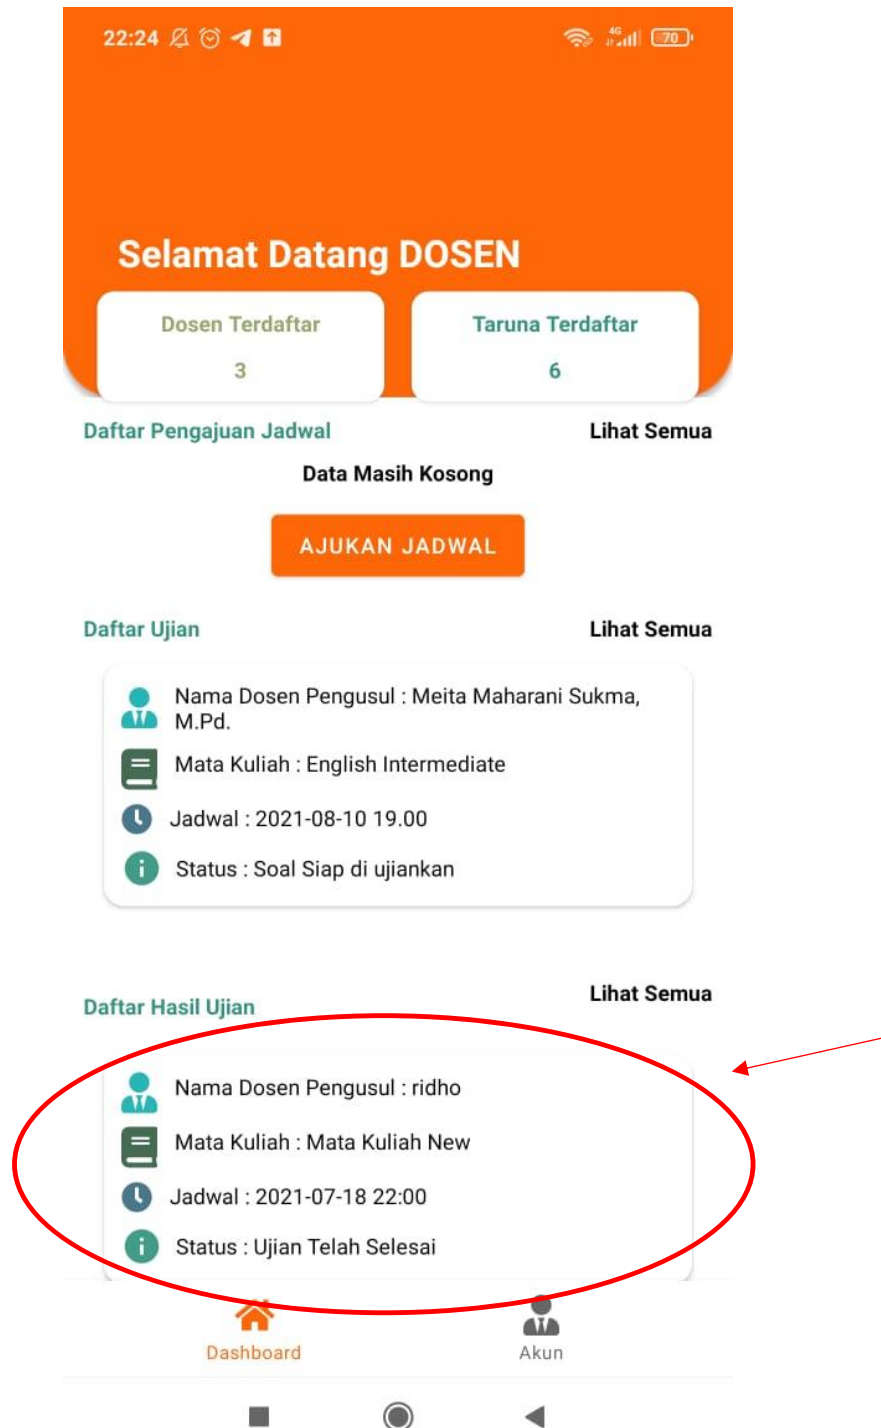 22:24
4G
70
Selamat Datang DOSEN
Dosen Terdaftar
3
Taruna Terdaftar
6
Daftar Pengajuan Jadwal
Lihat Semua
Data Masih Kosong
AJUKAN JADWAL
Daftar Ujian
Lihat Semua
Nama Dosen Pengusul : Meita Maharani Sukma,
M.Pd.
Mata Kuliah : English Intermediate
Jadwal : 2021-08-10 19.00
Status : Soal Siap di ujiankan
Daftar Hasil Ujian
Lihat Semua
Nama Dosen Pengusul : ridho
Mata Kuliah : Mata Kuliah New
Jadwal : 2021-07-18 22:00
Status : Ujian Telah Selesai
Dashboard
Akun